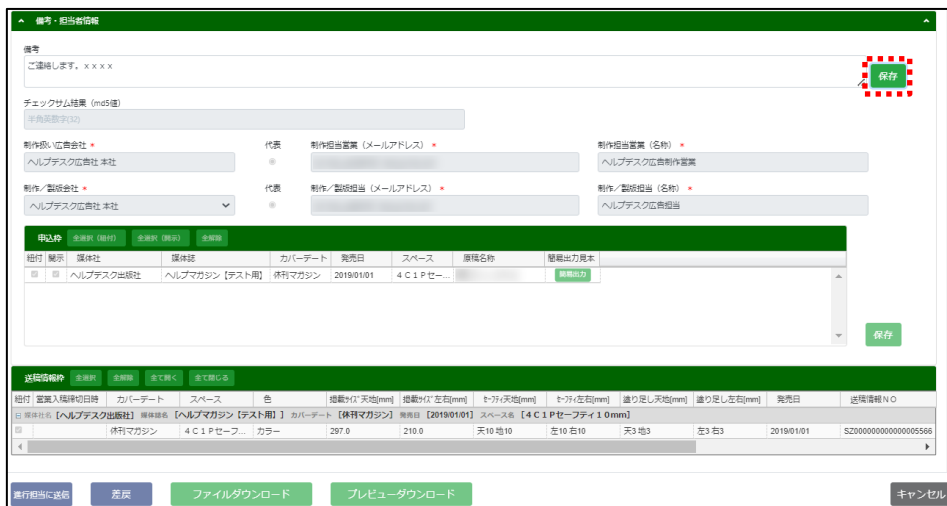 備考・担当者情報
備考
ご連絡します。ｘｘｘｘ
保存
チェックサム結果（md5値）
半角英数字(32)
制作扱い広告会社 * 代表 制作担当営業（メールアドレス） * 制作担当営業（名称） *
ヘルプデスク広告社 本社 ヘルプデスク広告制作営業
制作／製版会社 * 代表 制作／製版担当（メールアドレス） * 制作／製版担当（名称） *
ヘルプデスク広告社 本社 ヘルプデスク広告担当
申込枠 全選択（紐付） 全選択（開示） 全解除
紐付 開示 媒体社 媒体誌 カバーデート 発売日 スペース 原稿名称 簡易出力見本
ヘルプデスク出版社 ヘルプマガジン【テスト用】 休刊マガジン 2019/01/01 ４Ｃ１Ｐセー... 簡易出力
保存
送稿情報枠 全選択 全解除 全て開く 全て閉じる
紐付 営業入稿締切日時 カバーデート スペース 色 掲載ｻｲｽﾞ天地[mm] 掲載ｻｲｽﾞ左右[mm] ｾｰﾌﾃｨ天地[mm] ｾｰﾌﾃｨ左右[mm] 塗り足し天地[mm] 塗り足し左右[mm] 発売日 送稿情報ＮＯ
媒体社名【ヘルプデスク出版社】 媒体誌名【ヘルプマガジン【テスト用】】 カバーデート【休刊マガジン】 発売日【2019/01/01】 スペース名【４Ｃ１Ｐセーフティ１０mm】
休刊マガジン ４Ｃ１Ｐセーフ... カラー 297.0 210.0 天10 地10 左10 右10 天3 地3 左3 右3 2019/01/01 SZ000000000000005566
進行担当に送信 差戻 ファイルダウンロード プレビューダウンロード キャンセル